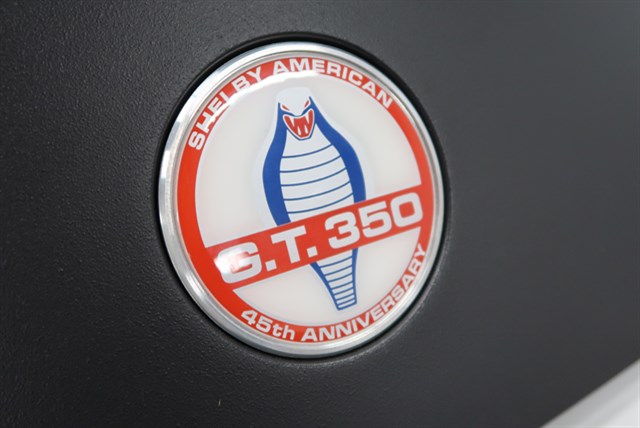 SHELBY AMERICAN
G.T. 350
45th ANNIVERSARY